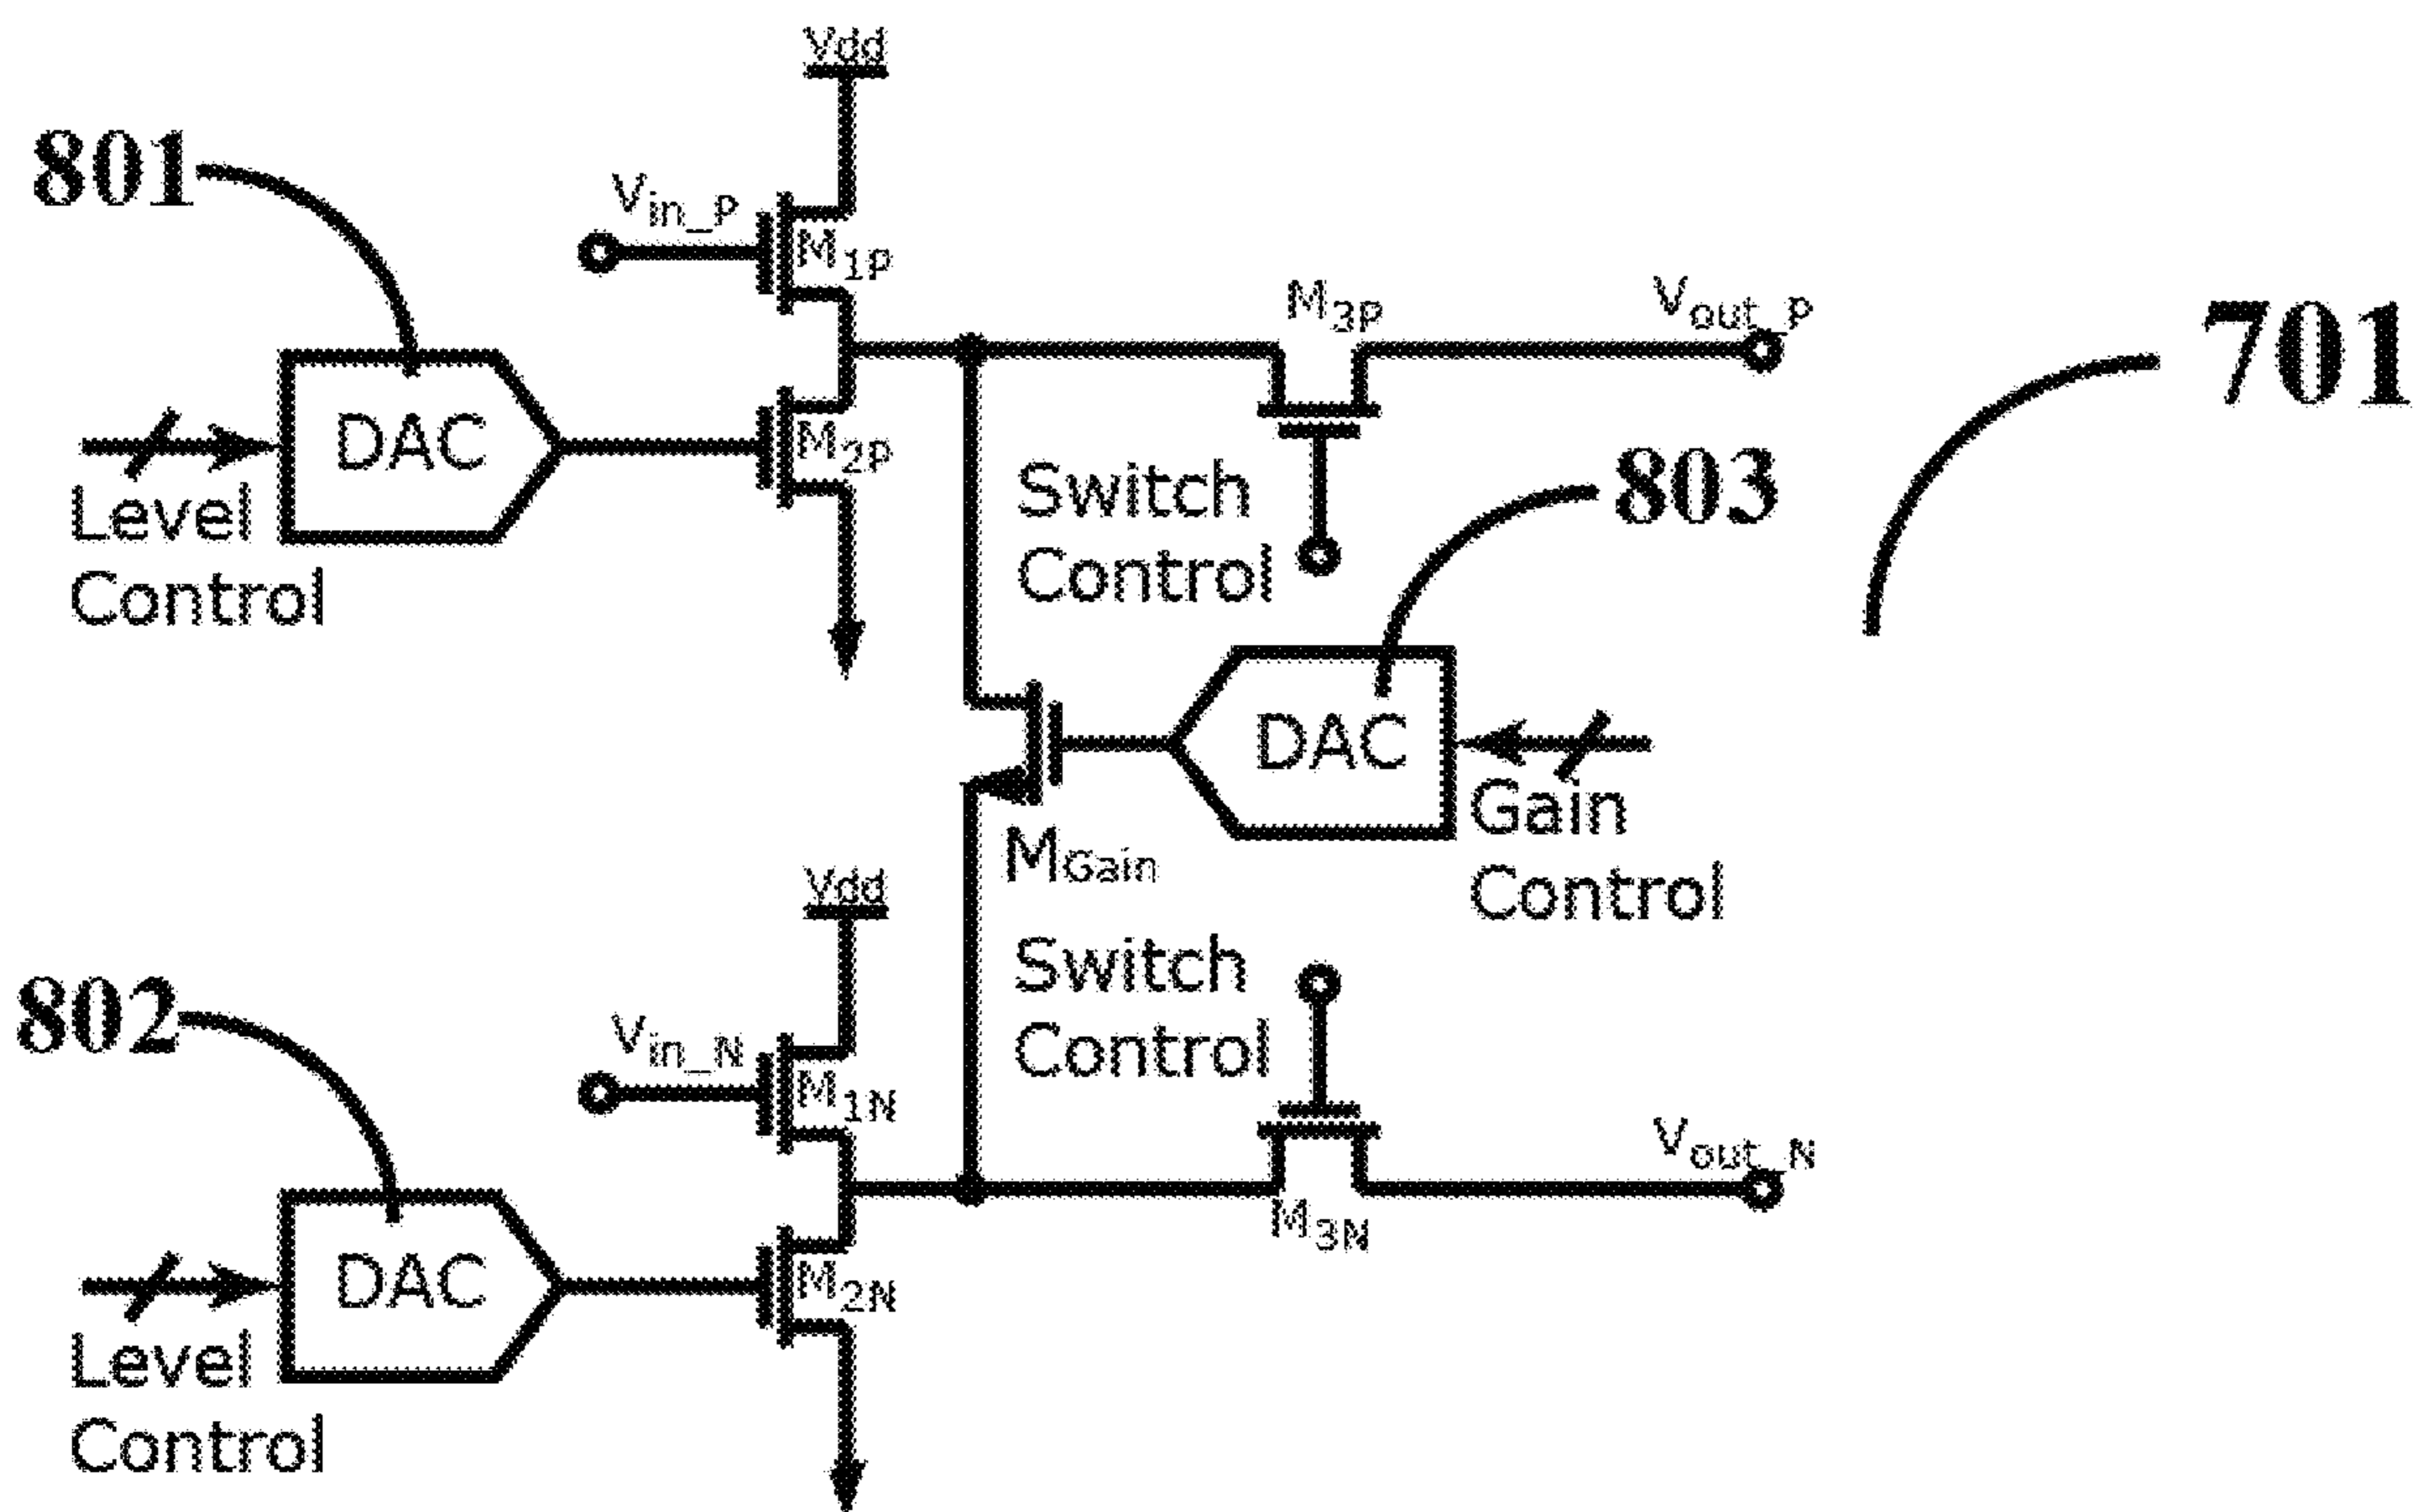 Vdd
801
Vin_P
M1P
M3P
Vout_P
701
DAC
M2P
Switch
Control
803
Level
Control
DAC
Gain
Control
MGain
Vdd
Switch
Control
802
Vin_N
M1N
Vout_N
M3N
DAC
M2N
Level
Control